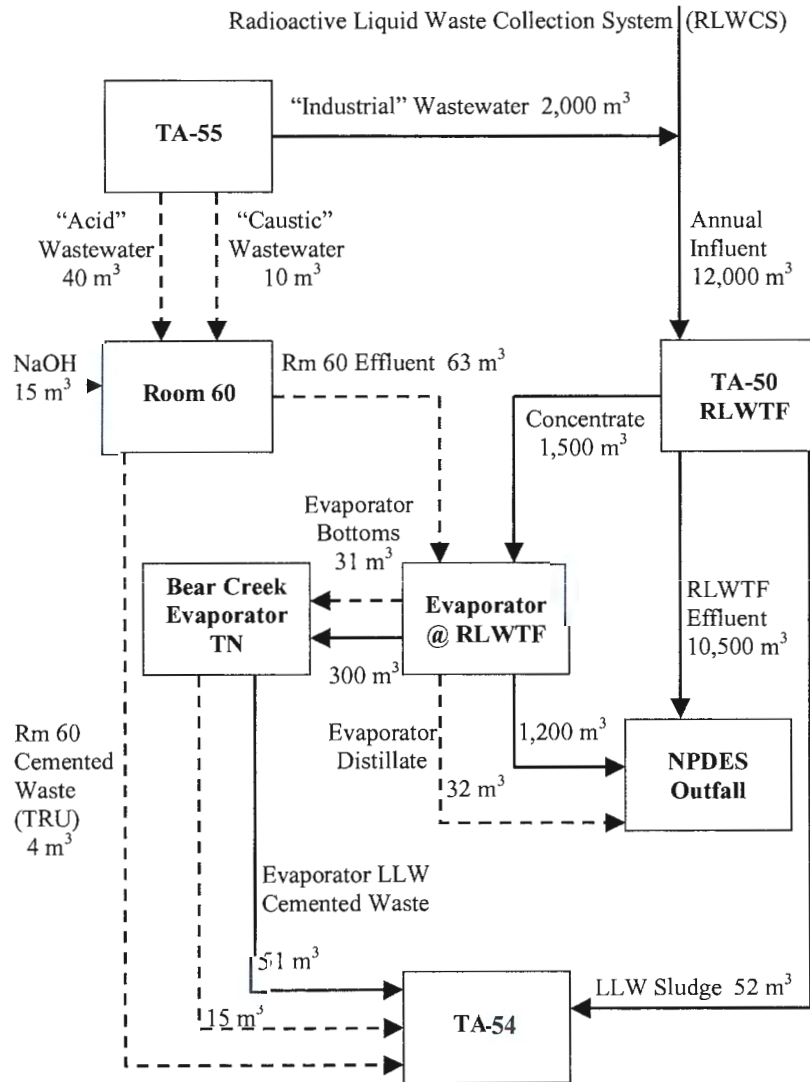 Radioactive Liquid Waste Collection System (RLWCS)
“Industrial” Wastewater 2,000 m³
TA-55
“Acid”
Wastewater
40 m³
“Caustic”
Wastewater
10 m³
Annual
Influent
12,000 m³
NaOH
15 m³
Room 60
Rm 60 Effluent 63 m³
TA-50
RLWTF
Concentrate
1,500 m³
Evaporator
Bottoms
31 m³
Bear Creek
Evaporator
TN
Evaporator
@ RLWTF
RLWTF
Effluent
10,500 m³
300 m³
Rm 60
Cemented
Waste
(TRU)
4 m³
Evaporator
Distillate
1,200 m³
32 m³
NPDES
Outfall
Evaporator LLW
Cemented Waste
51 m³
15 m³
TA-54
LLW Sludge 52 m³